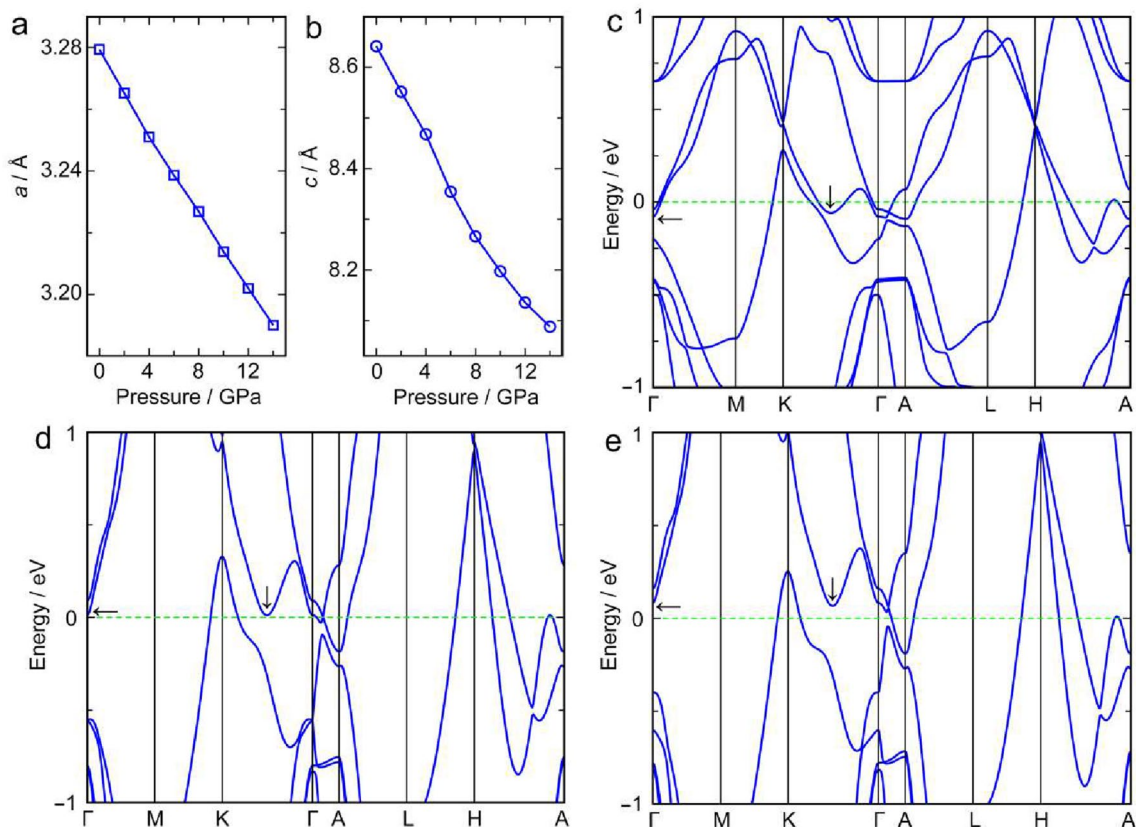 a
3.28
3.24
3.20
a / Å
0 4 8 12
Pressure / GPa
b
8.6
8.4
8.2
c / Å
0 4 8 12
Pressure / GPa
c
1
0
−1
Energy / eV
↓
←
Γ M K Γ A L H A
d
1
0
−1
Energy / eV
↓
←
Γ M K Γ A L H A
e
1
0
−1
Energy / eV
↓
←
Γ M K Γ A L H A